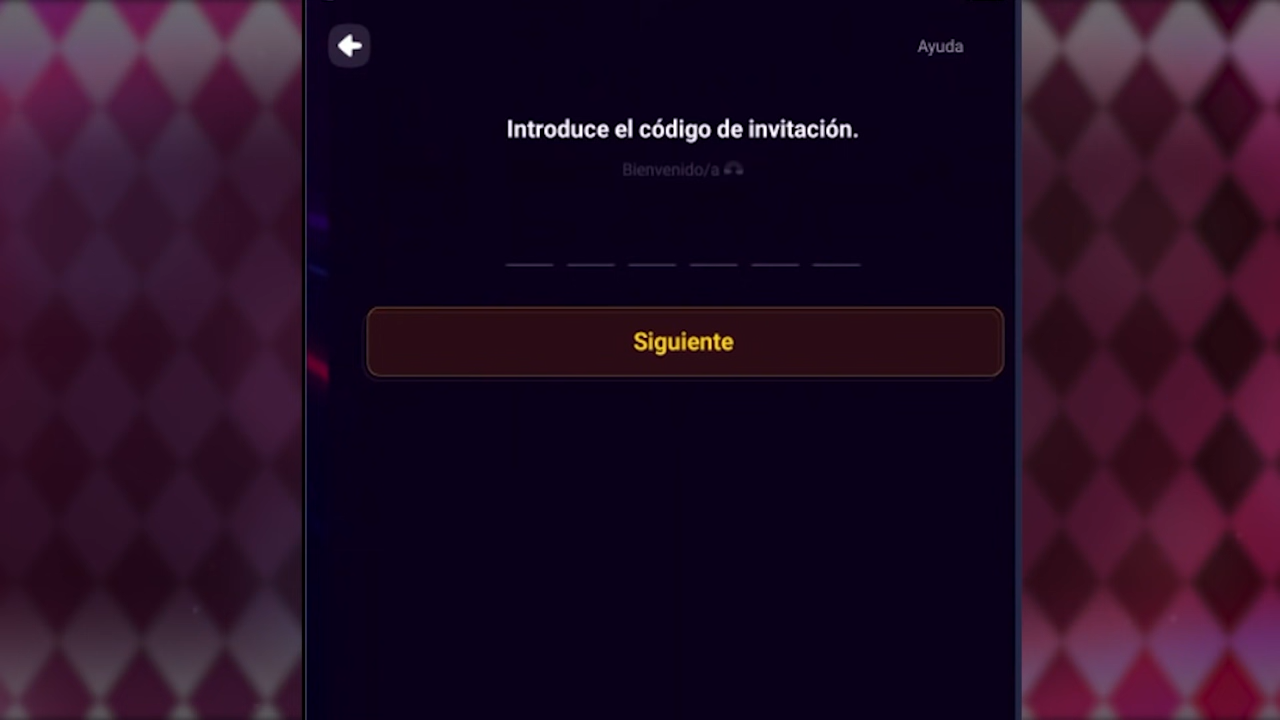 Ayuda
Introduce el código de invitación.
Bienvenido/a
Siguiente